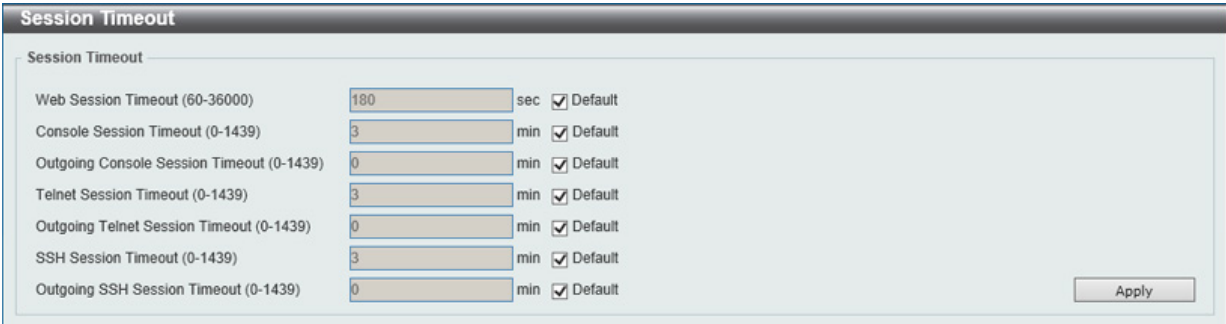 Session Timeout
Session Timeout
Web Session Timeout (60-36000) 180 sec Default
Console Session Timeout (0-1439) 3 min Default
Outgoing Console Session Timeout (0-1439) 0 min Default
Telnet Session Timeout (0-1439) 3 min Default
Outgoing Telnet Session Timeout (0-1439) 0 min Default
SSH Session Timeout (0-1439) 3 min Default
Outgoing SSH Session Timeout (0-1439) 0 min Default
Apply